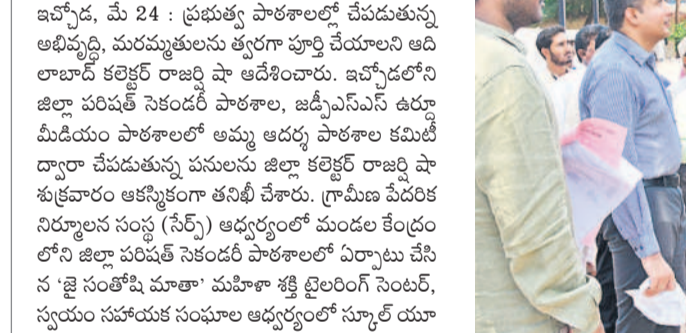 ఇచ్చోడ, మే 24 : ప్రభుత్వ పాఠశాలల్లో చేపడుతున్న
అభివృద్ధి, మరమ్మతులను త్వరగా పూర్తి చేయాలని ఆది
లాబాద్ కలెక్టర్ రాజర్షి షా ఆదేశించారు. ఇచ్చోడలోని
జిల్లా పరిషత్ సెకండరీ పాఠశాల, జడ్పీఎస్ఎస్ ఉర్దూ
మీడియం పాఠశాలలో అమ్మ ఆదర్శ పాఠశాల కమిటీ
ద్వారా చేపడుతున్న పనులను జిల్లా కలెక్టర్ రాజర్షి షా
శుక్రవారం ఆకస్మికంగా తనిఖీ చేశారు. గ్రామీణ పేదరిక
నిర్మూలన సంస్థ (సేర్ప్) ఆధ్వర్యంలో మండల కేంద్రం
లోని జిల్లా పరిషత్ సెకండరీ పాఠశాలలో ఏర్పాటు చేసి
న ‘జై సంతోషి మాతా’ మహిళా శక్తి టైలరింగ్ సెంటర్,
స్వయం సహాయక సంఘాల ఆధ్వర్యంలో స్కూల్ యూ